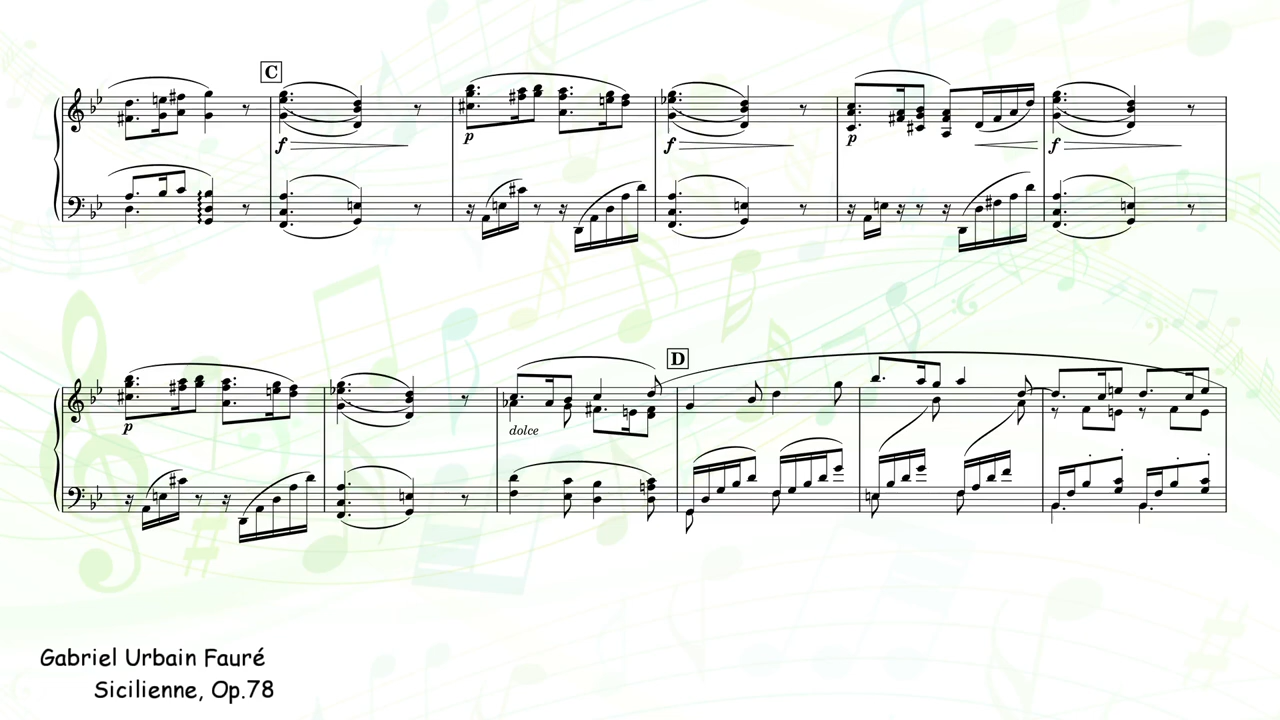 C
f p f p f
D
p dolce
Gabriel Urbain Fauré
Sicilienne, Op.78